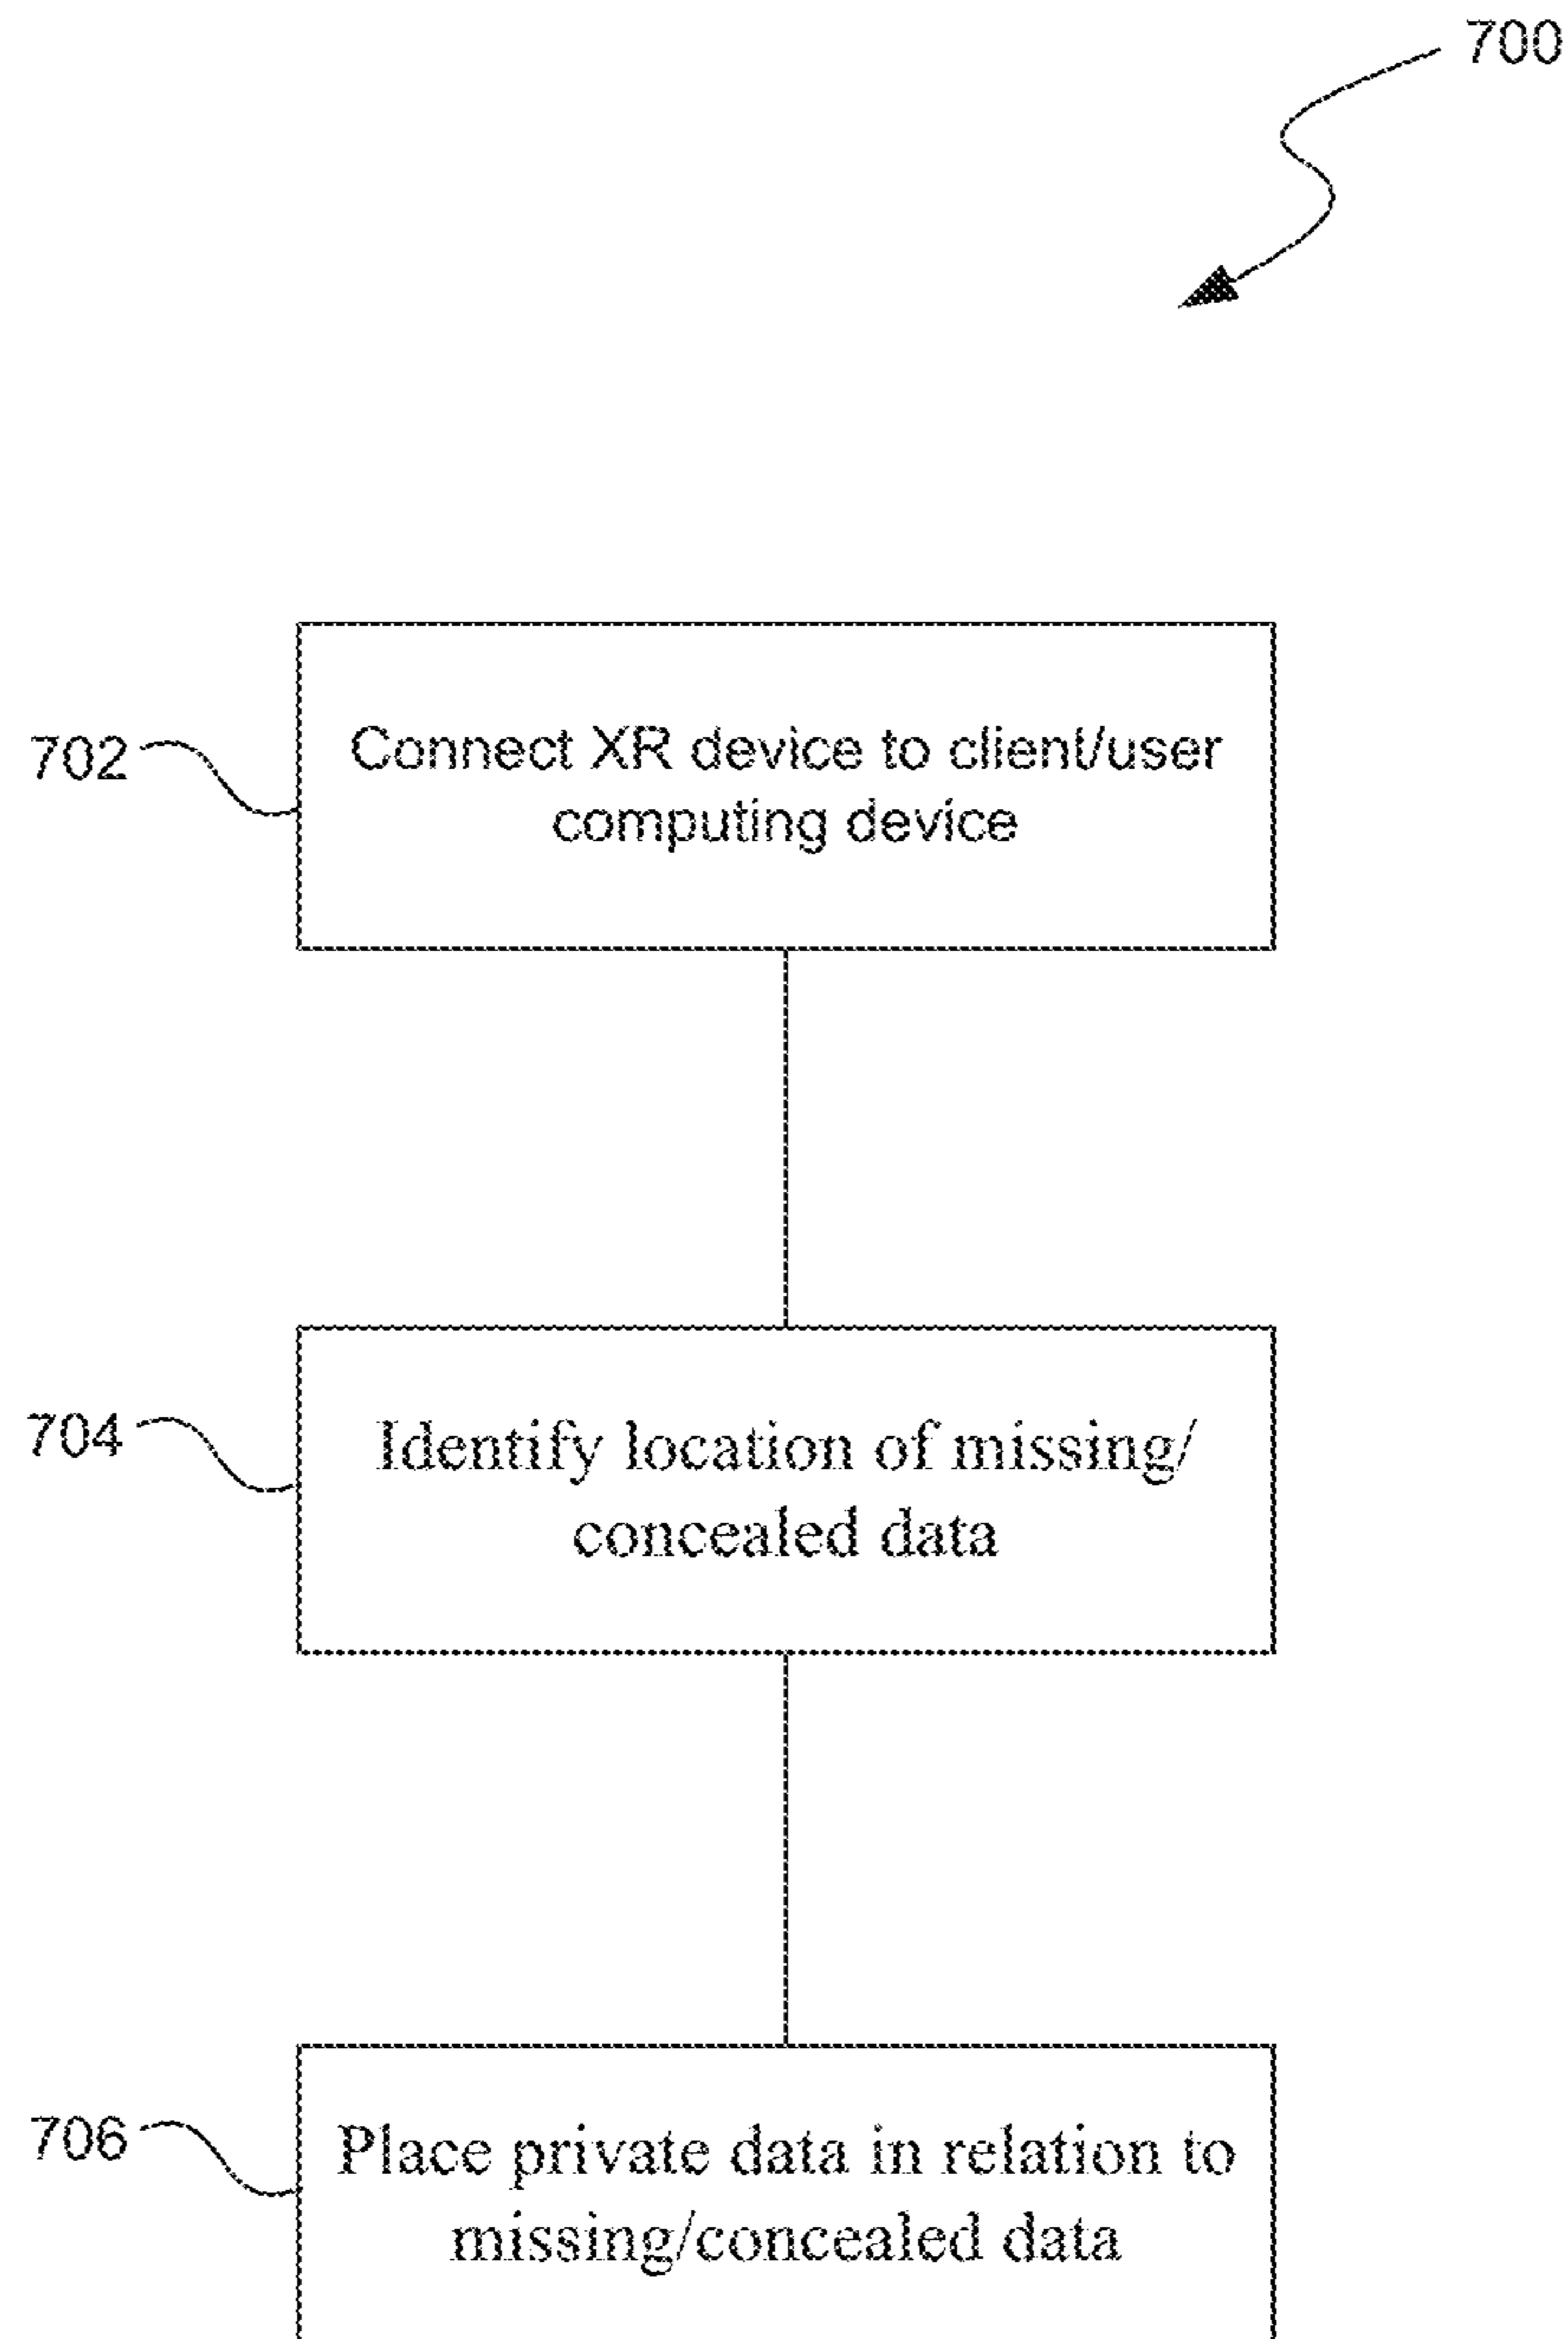 700
702
Connect XR device to client/user
computing device
704
Identify location of missing/
concealed data
706
Place private data in relation to
missing/concealed data